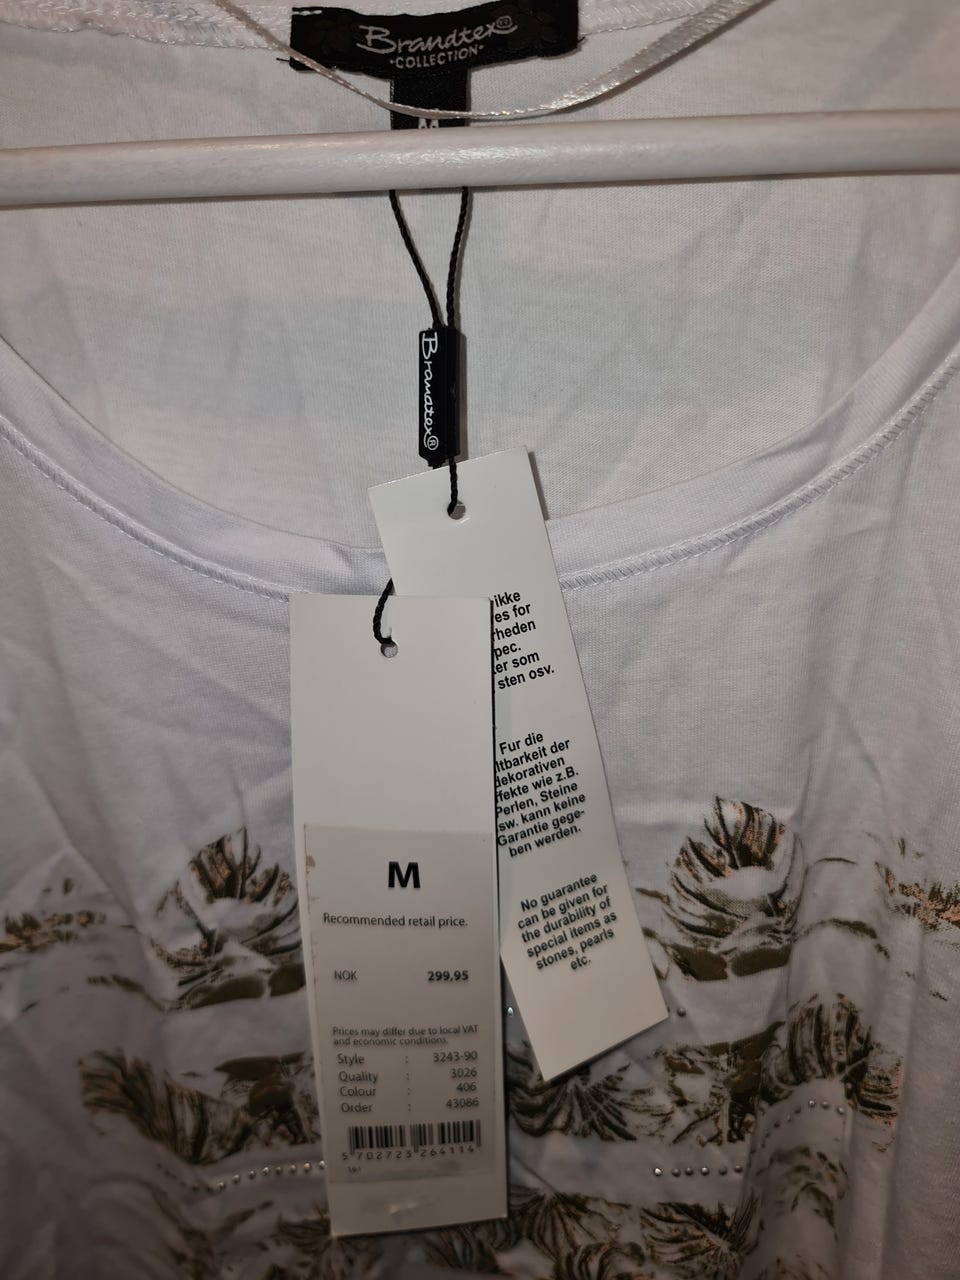 Brandtex®
·COLLECTION·
Brandtex®
ikke
es for
rheden
pec.
er som
sten osv.
Fur die
ltbarkeit der
dekorativen
ffekte wie z.B.
Perlen, Steine
sw. kann keine
Garantie gege-
ben werden.
No guarantee
can be given for
the durability of
special items as
stones, pearls
etc.
M
Recommended retail price.
NOK 299,95
Prices may differ due to local VAT
and economic conditions.
Style : 3243-90
Quality : 3026
Colour : 406
Order : 43086
5 702723 264114